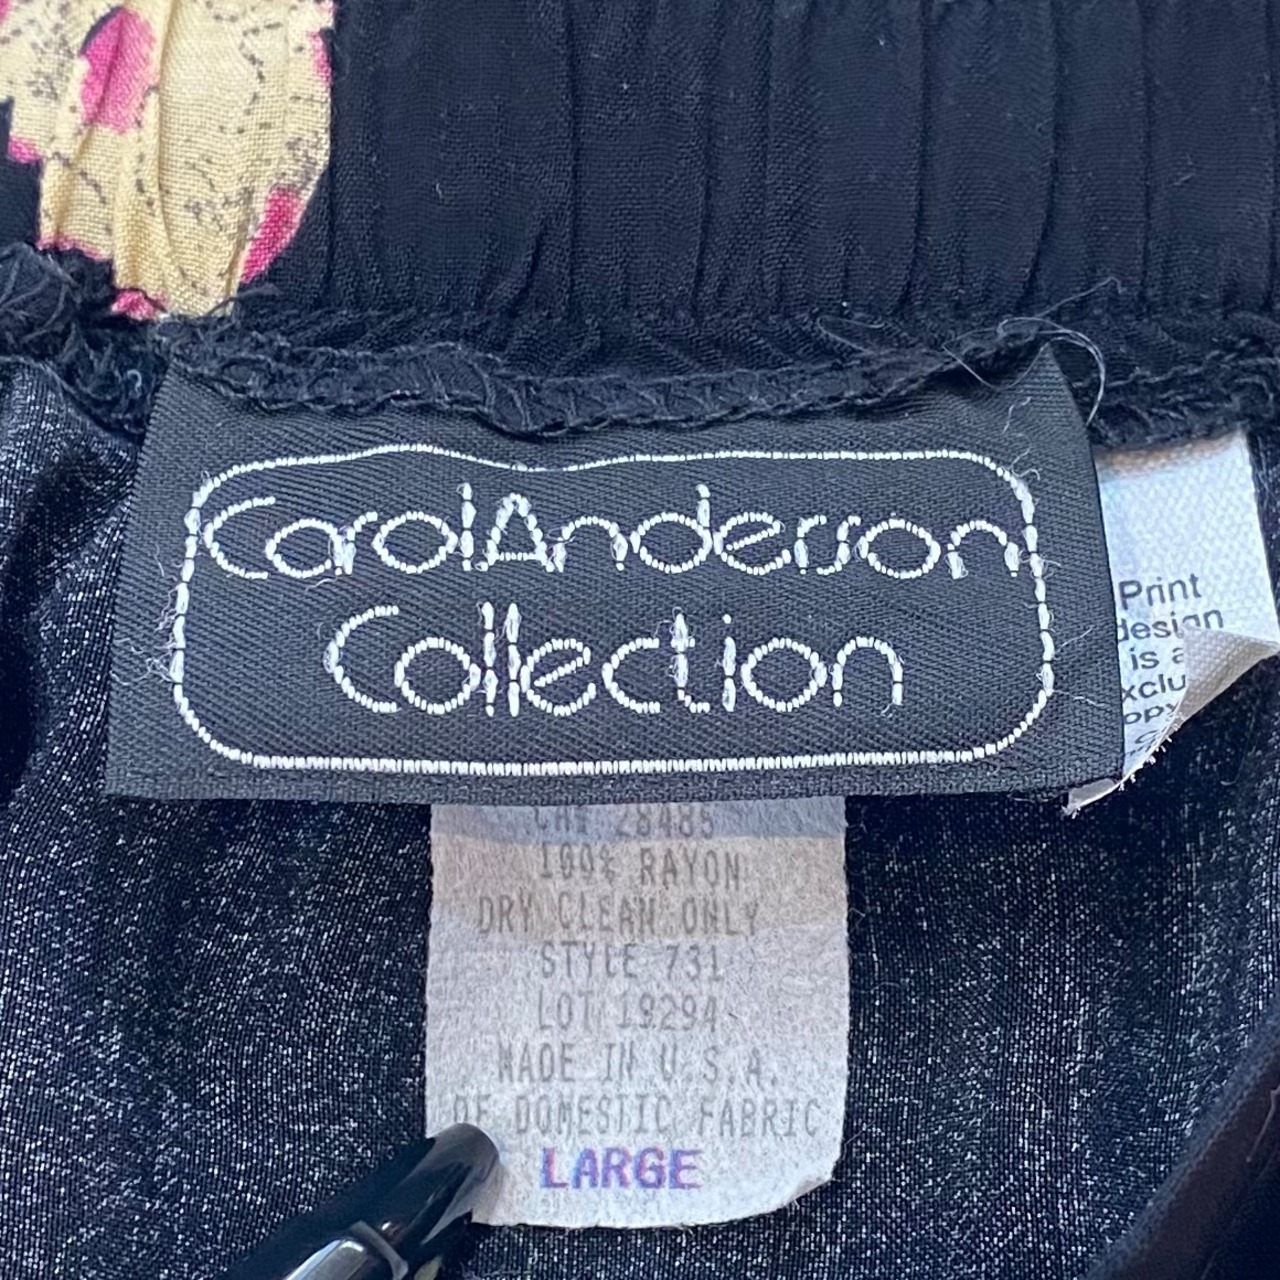 CarolAnderson
Collection
Print
design
is a
28485
100% RAYON
DRY CLEAN ONLY
STYLE 731
LOT 19294
MADE IN U.S.A.
OF DOMESTIC FABRIC
LARGE